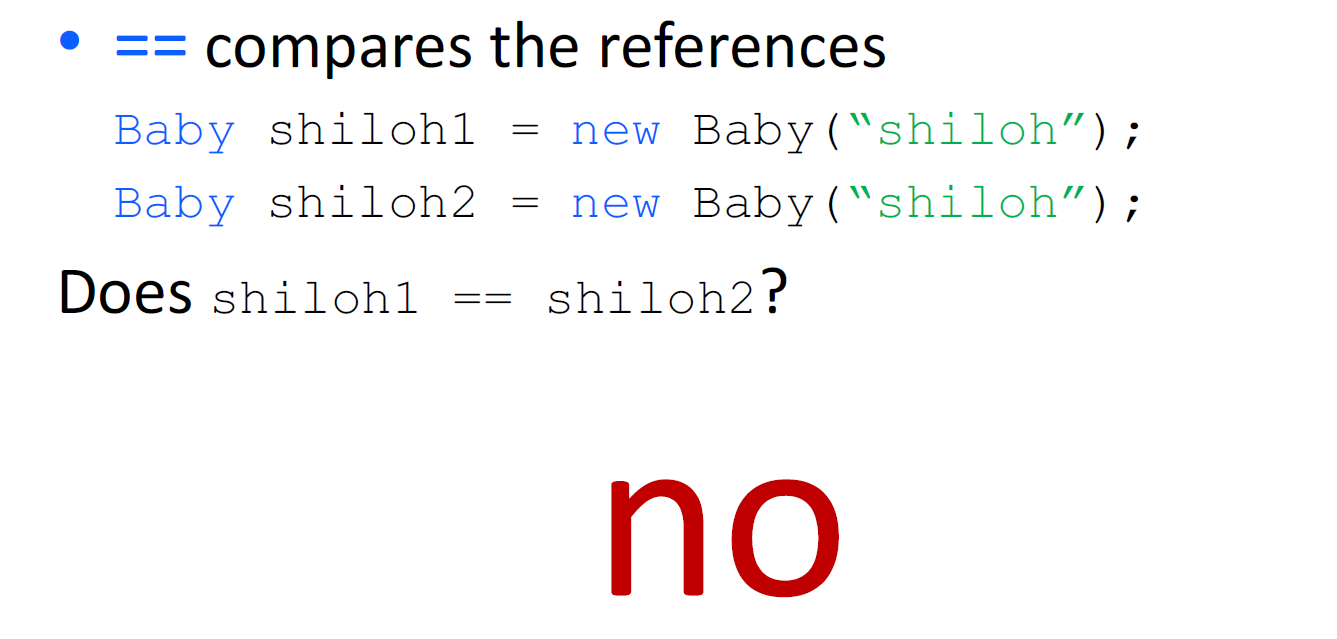 • == compares the references
Baby shiloh1 = new Baby(“shiloh”);
Baby shiloh2 = new Baby(“shiloh”);
Does shiloh1 == shiloh2?
no